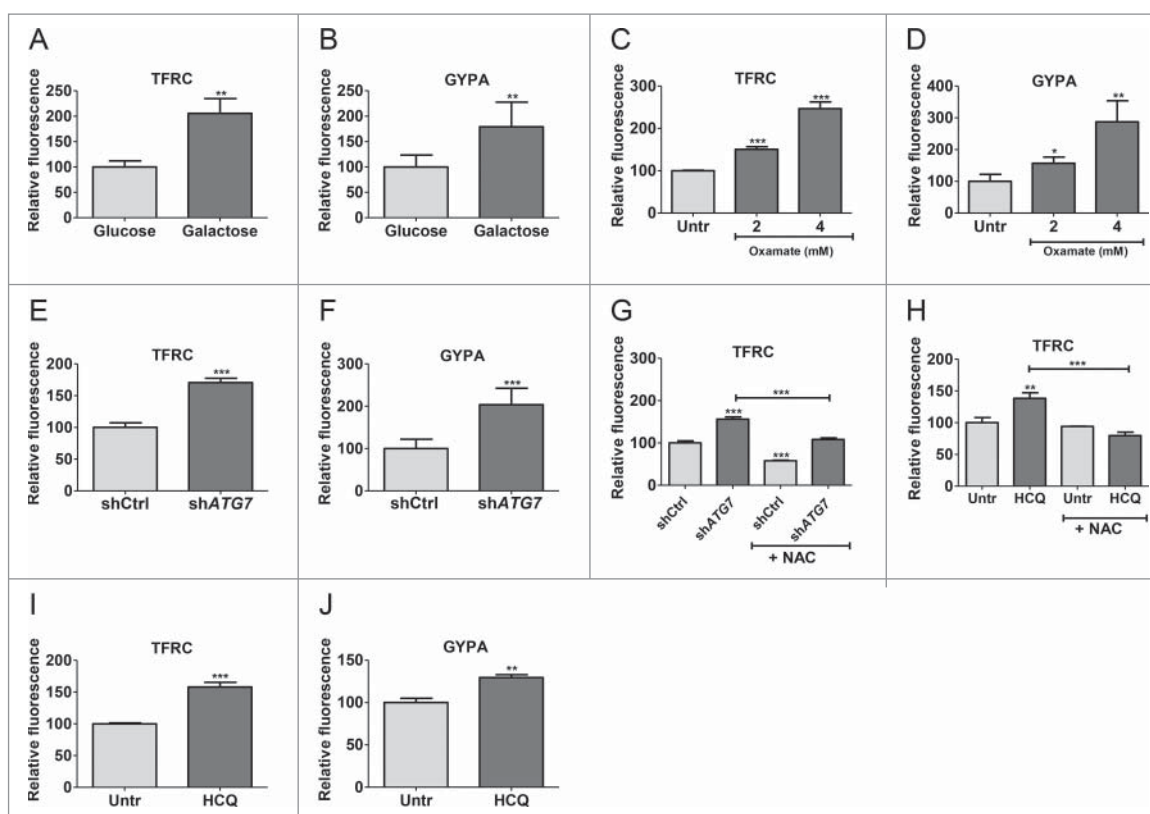 A
TFRC
Relative fluorescence
250
200
150
100
50
0
**
Glucose Galactose
B
GYPA
Relative fluorescence
250
200
150
100
50
0
**
Glucose Galactose
C
TFRC
Relative fluorescence
300
200
100
0
***
***
Untr 2 4
Oxamate (mM)
D
GYPA
Relative fluorescence
400
300
200
100
0
*
**
Untr 2 4
Oxamate (mM)
E
TFRC
Relative fluorescence
200
150
100
50
0
***
shCtrl shATG7
F
GYPA
Relative fluorescence
300
200
100
0
***
shCtrl shATG7
G
TFRC
Relative fluorescence
300
200
100
0
***
***
***
shCtrl shATG7 shCtrl shATG7
+ NAC
H
TFRC
Relative fluorescence
200
150
100
50
0
**
***
Untr HCQ Untr HCQ
+ NAC
I
TFRC
Relative fluorescence
200
150
100
50
0
***
Untr HCQ
J
GYPA
Relative fluorescence
150
100
50
0
**
Untr HCQ